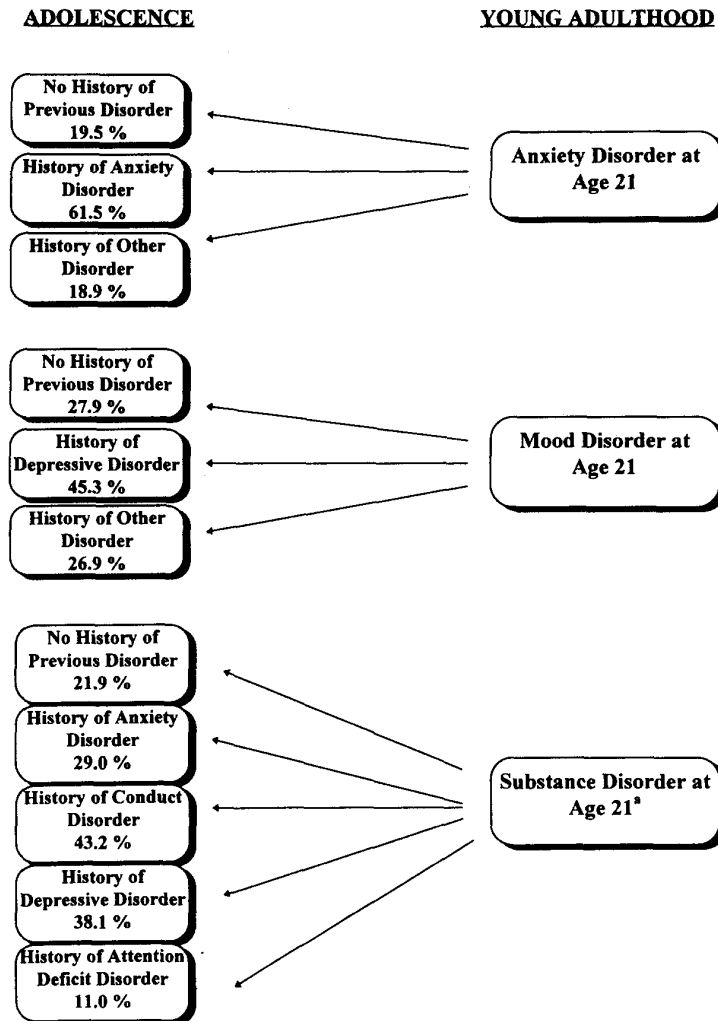 ADOLESCENCE
YOUNG ADULTHOOD
No History of
Previous Disorder
19.5 %
History of Anxiety
Disorder
61.5 %
History of Other
Disorder
18.9 %
Anxiety Disorder at
Age 21
No History of
Previous Disorder
27.9 %
History of
Depressive Disorder
45.3 %
History of Other
Disorder
26.9 %
Mood Disorder at
Age 21
No History of
Previous Disorder
21.9 %
History of Anxiety
Disorder
29.0 %
History of Conduct
Disorder
43.2 %
History of
Depressive Disorder
38.1 %
History of Attention
Deficit Disorder
11.0 %
Substance Disorder at
Age 21ª